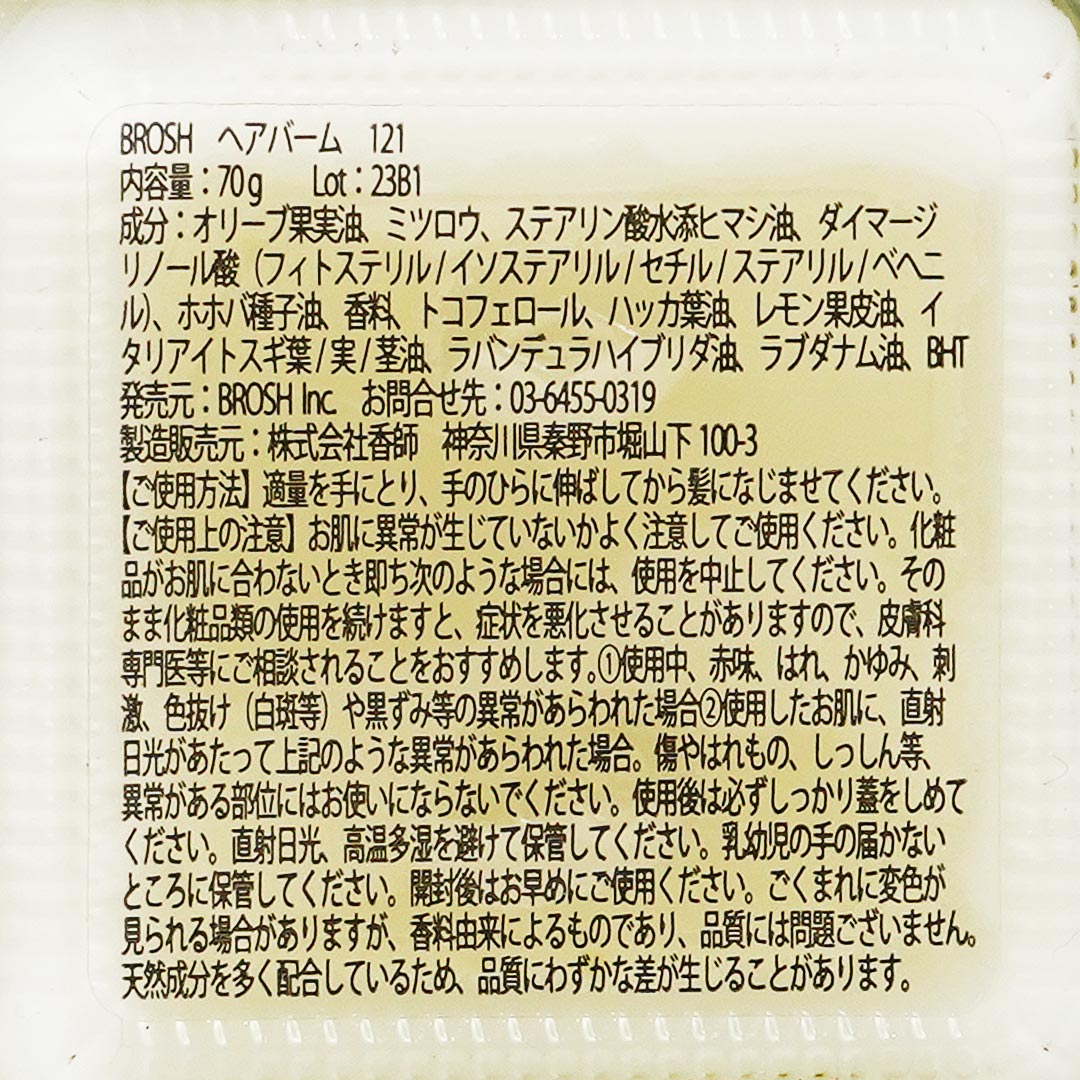 BROSH ヘアバーム 121
内容量：70g Lot：23B1
成分：オリーブ果実油、ミツロウ、ステアリン酸水添ヒマシ油、ダイマージ
リノール酸（フィトステリル/イソステアリル/セチル/ステアリル/ベヘニ
ル）、ホホバ種子油、香料、トコフェロール、ハッカ葉油、レモン果皮油、イ
タリアイトスギ葉/実/茎油、ラバンデュラハイブリダ油、ラブダナム油、BHT
発売元：BROSH Inc. お問合せ先：03-6455-0319
製造販売元：株式会社香師 神奈川県秦野市堀山下100-3
【ご使用方法】適量を手にとり、手のひらに伸ばしてから髪になじませてください。
【ご使用上の注意】お肌に異常が生じていないかよく注意してご使用ください。化粧
品がお肌に合わないとき即ち次のような場合には、使用を中止してください。その
まま化粧品類の使用を続けますと、症状を悪化させることがありますので、皮膚科
専門医等にご相談されることをおすすめします。①使用中、赤味、はれ、かゆみ、刺
激、色抜け（白斑等）や黒ずみ等の異常があらわれた場合②使用したお肌に、直射
日光があたって上記のような異常があらわれた場合。傷やはれもの、しっしん等、
異常がある部位にはお使いにならないでください。使用後は必ずしっかり蓋をしめて
ください。直射日光、高温多湿を避けて保管してください。乳幼児の手の届かない
ところに保管してください。開封後はお早めにご使用ください。ごくまれに変色が
見られる場合がありますが、香料由来によるものであり、品質には問題ございません。
天然成分を多く配合しているため、品質にわずかな差が生じることがあります。